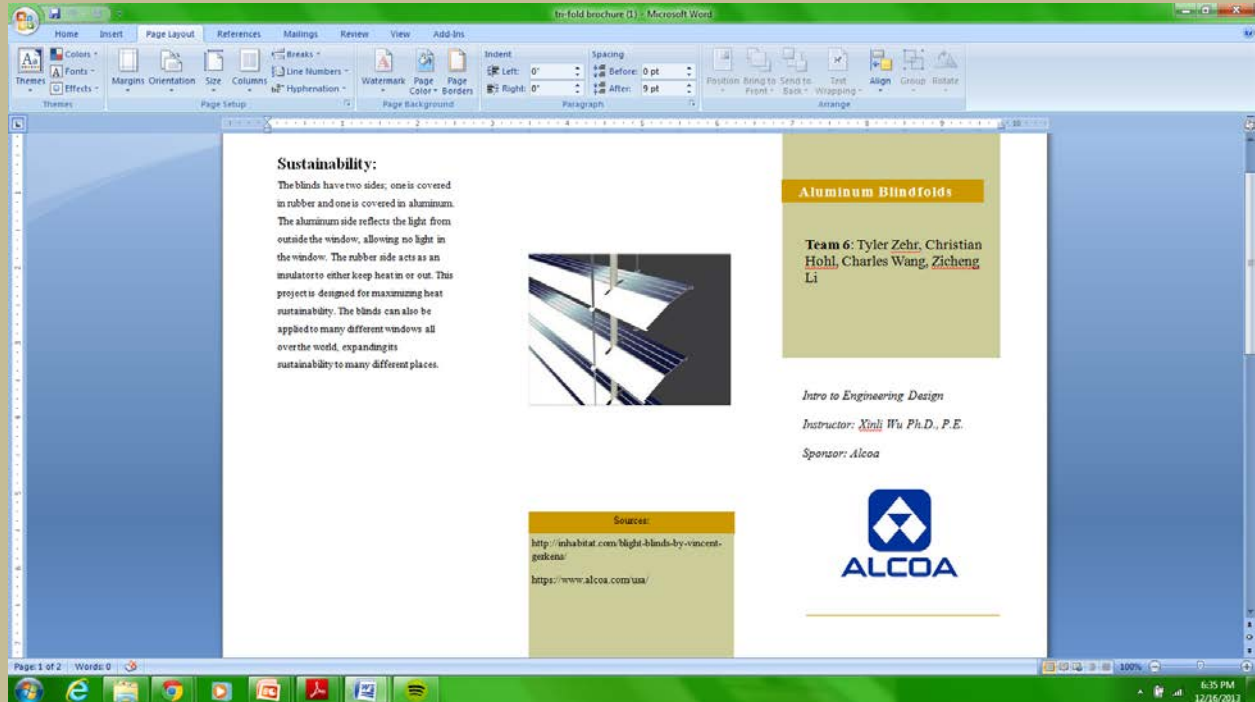 tri-fold brochure (1) - Microsoft Word
Home Insert Page Layout References Mailings Review View Add-Ins
Colors
Fonts
Effects
Themes
Margins Orientation Size Columns
Breaks
Line Numbers
Hyphenation
Watermark Page Color Page Borders
Indent
Left: 0"
Right: 0"
Spacing
Before: 0 pt
After: 9 pt
Position Bring to Front Send to Back Text Wrapping Align Group Rotate
Themes Page Setup Page Background Paragraph Arrange
Sustainability:
The blinds have two sides; one is covered
in rubber and one is covered in aluminum.
The aluminum side reflects the light from
outside the window, allowing no light in
the window. The rubber side acts as an
insulator to either keep heat in or out. This
project is designed for maximizing heat
sustainability. The blinds can also be
applied to many different windows all
over the world, expanding its
sustainability to many different places.
Sources:
http://inhabitat.com/blight-blinds-by-vincent-
gerkens/
https://www.alcoa.com/usa/
Aluminum Blindfolds
Team 6: Tyler Zehr, Christian
Hohl, Charles Wang, Zicheng
Li
Intro to Engineering Design
Instructor: Xinli Wu Ph.D., P.E.
Sponsor: Alcoa
ALCOA
Page: 1 of 2 Words: 0
100%
6:35 PM
12/16/2013